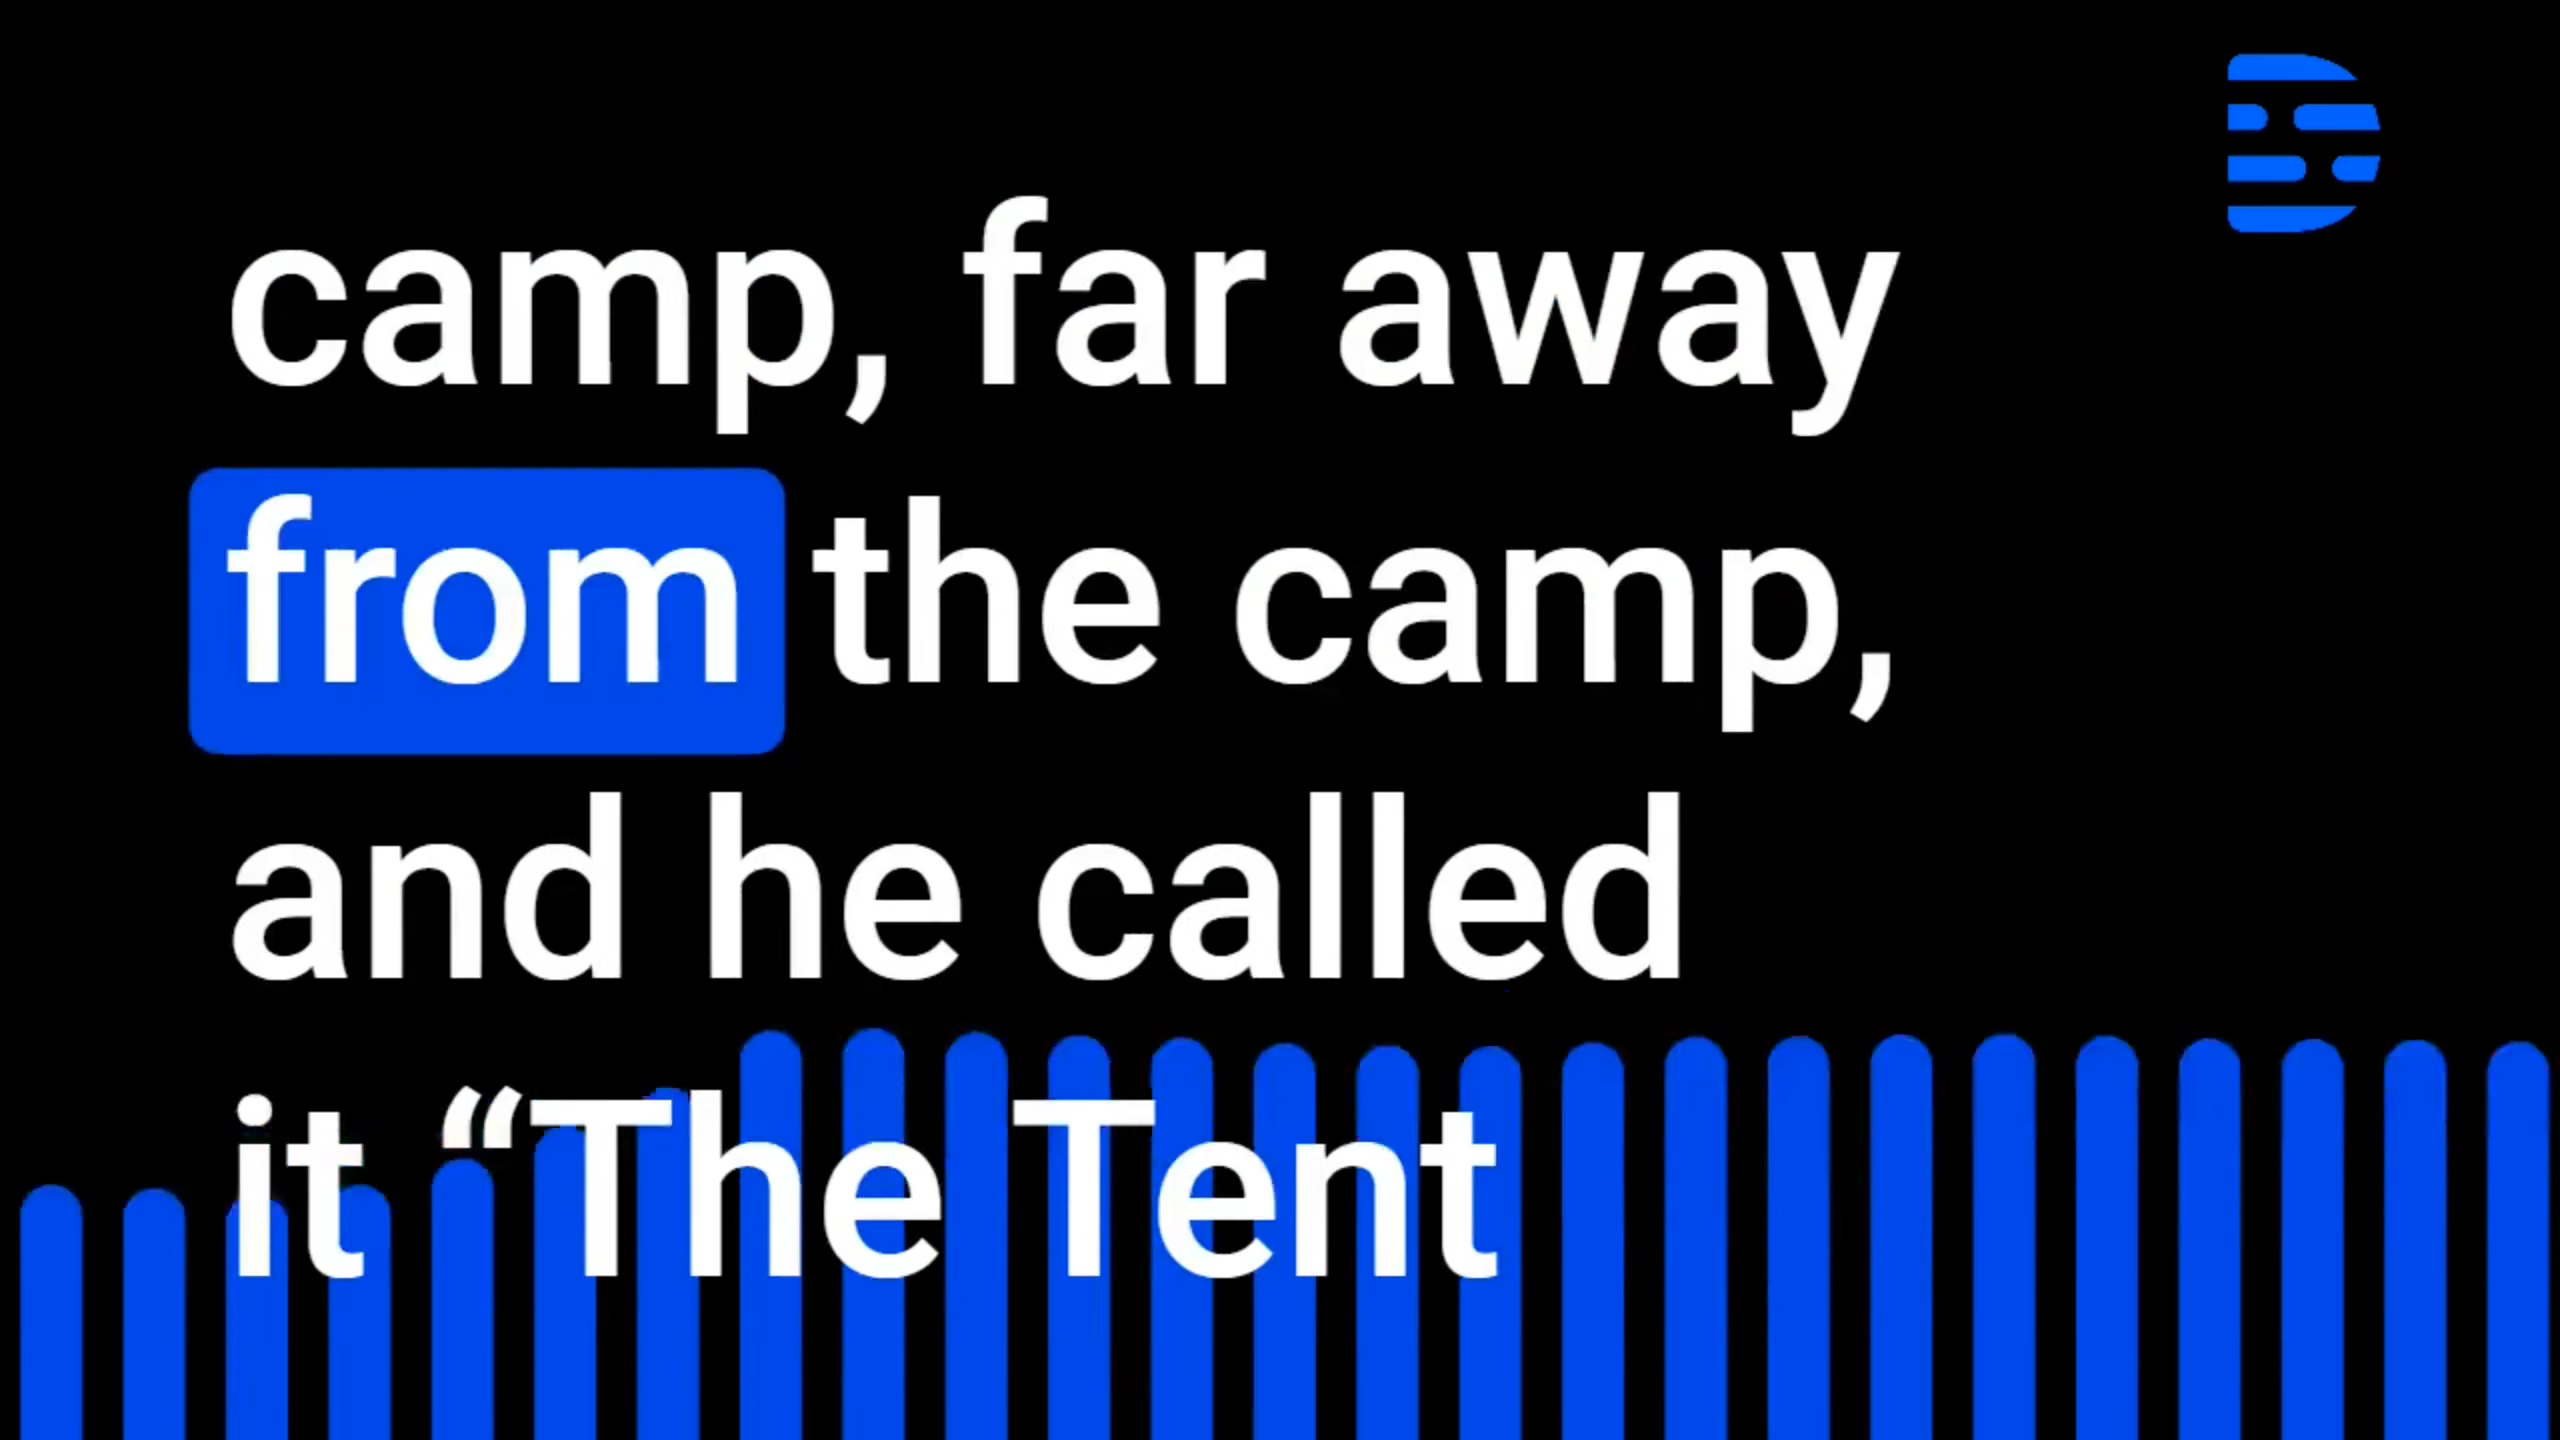 camp, far away
from the camp,
and he called
it “The Tent